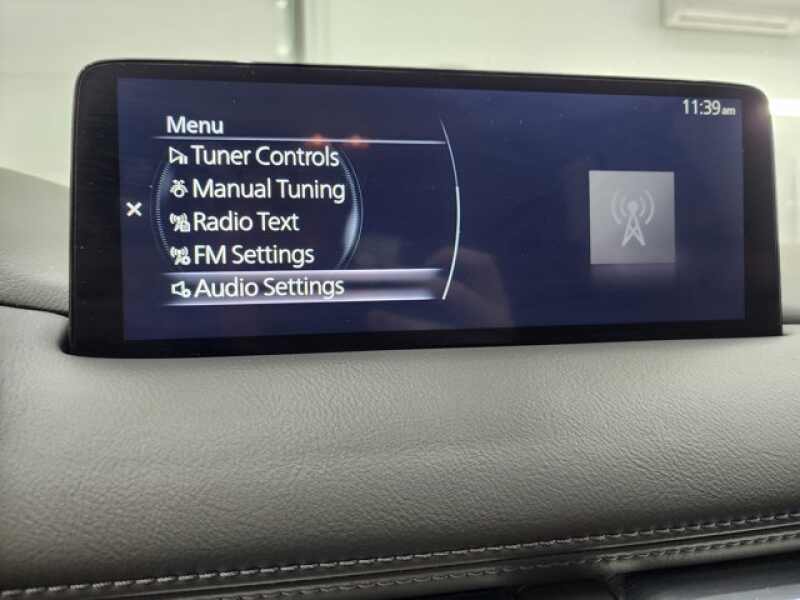 11:39am
Menu
Tuner Controls
Manual Tuning
Radio Text
FM Settings
Audio Settings